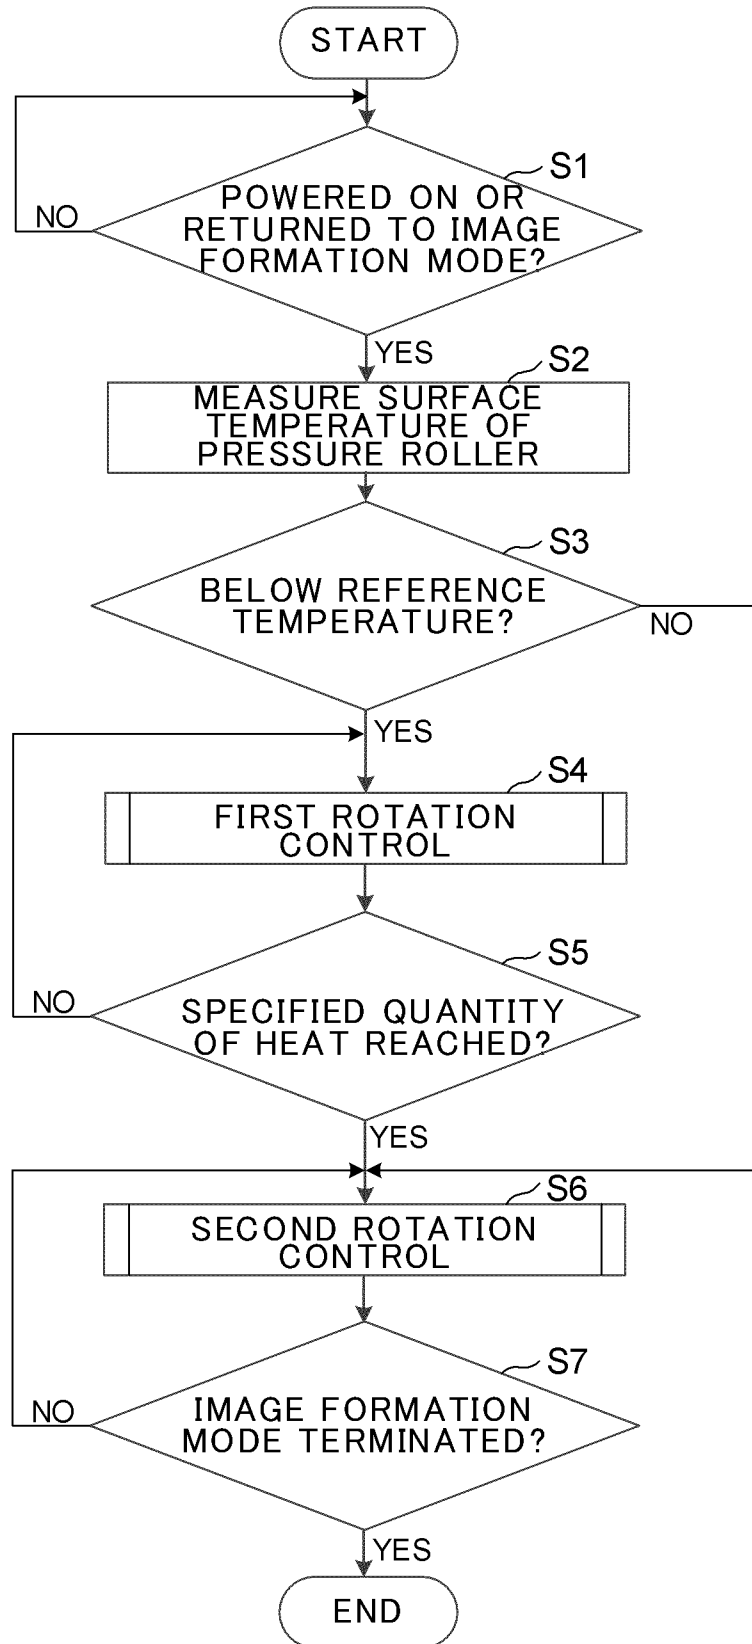 START
S1
POWERED ON OR
RETURNED TO IMAGE
FORMATION MODE?
NO
YES
S2
MEASURE SURFACE
TEMPERATURE OF
PRESSURE ROLLER
S3
BELOW REFERENCE
TEMPERATURE?
NO
YES
S4
FIRST ROTATION
CONTROL
S5
SPECIFIED QUANTITY
OF HEAT REACHED?
NO
YES
S6
SECOND ROTATION
CONTROL
S7
IMAGE FORMATION
MODE TERMINATED?
NO
YES
END